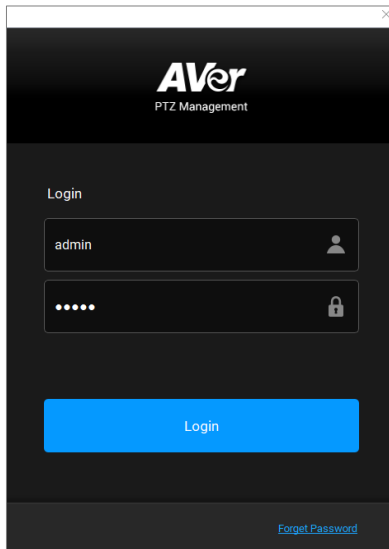 AVer
PTZ Management
Login
admin
•••••
Login
Forget Password